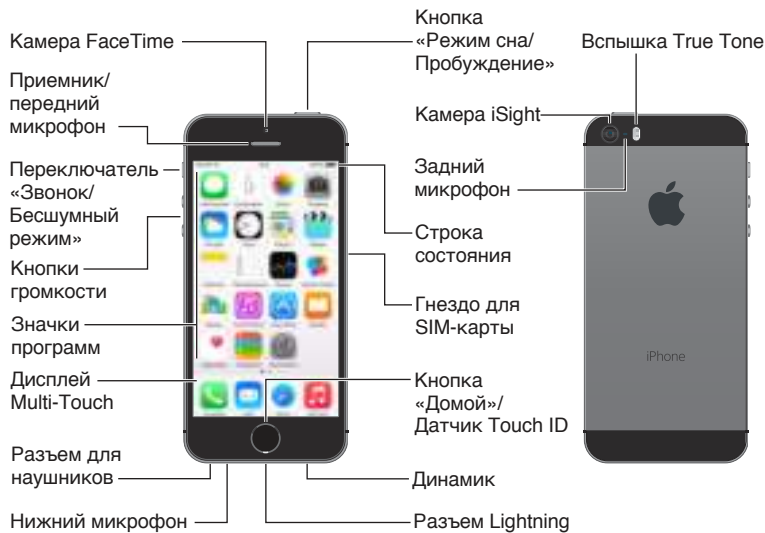 Камера FaceTime
Приемник/
передний
микрофон
Переключатель
«Звонок/
Бесшумный
режим»
Кнопки
громкости
Значки
программ
Дисплей
Multi-Touch
Разъем для
наушников
Нижний микрофон
Кнопка
«Режим сна/
Пробуждение»
Вспышка True Tone
Камера iSight
Задний
микрофон
Строка
состояния
Гнездо для
SIM-карты
Кнопка
«Домой»/
Датчик Touch ID
Динамик
Разъем Lightning
iPhone